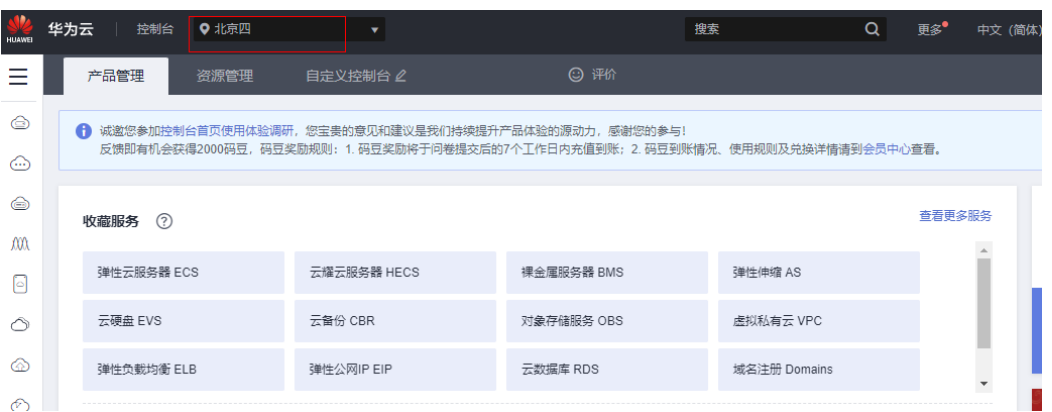 HUAWEI 华为云 控制台 北京四 搜索 更多 中文 (简体)
产品管理 资源管理 自定义控制台 评价
诚邀您参加控制台首页使用体验调研，您宝贵的意见和建议是我们持续提升产品体验的源动力，感谢您的参与!
反馈即有机会获得2000码豆，码豆奖励规则：1. 码豆奖励将于问卷提交后的7个工作日内充值到账；2. 码豆到账情况、使用规则及兑换详情请到会员中心查看。
收藏服务 ? 查看更多服务
弹性云服务器 ECS 云耀云服务器 HECS 裸金属服务器 BMS 弹性伸缩 AS
云硬盘 EVS 云备份 CBR 对象存储服务 OBS 虚拟私有云 VPC
弹性负载均衡 ELB 弹性公网IP EIP 云数据库 RDS 域名注册 Domains